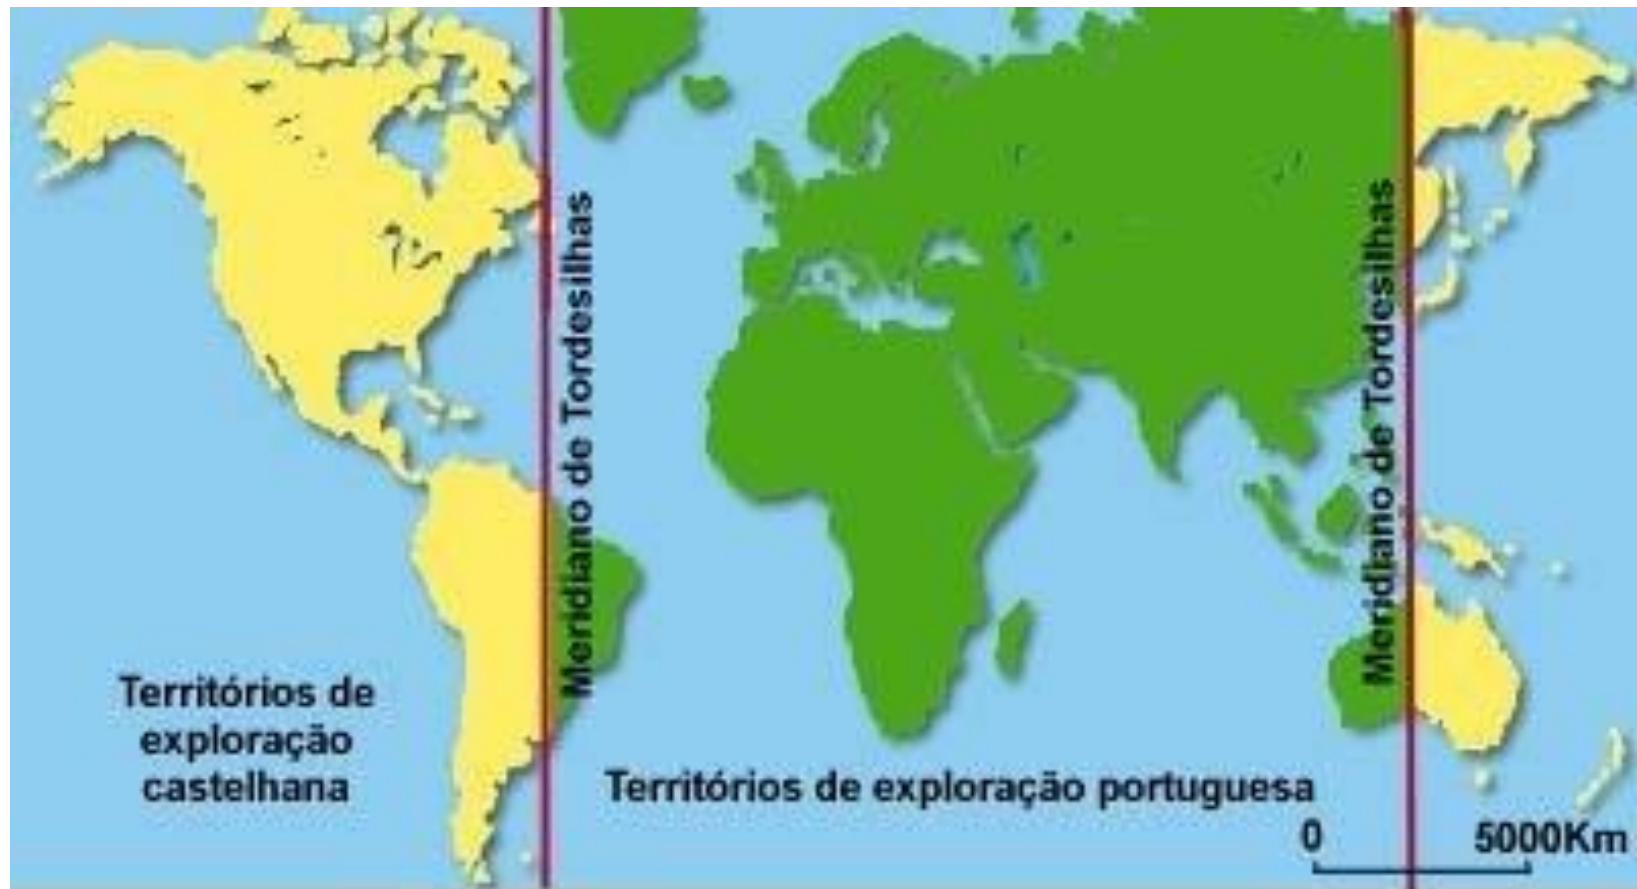 Meridiano de Tordesilhas
Meridiano de Tordesilhas
Territórios de
exploração
castelhana
Territórios de exploração portuguesa
0 5000Km